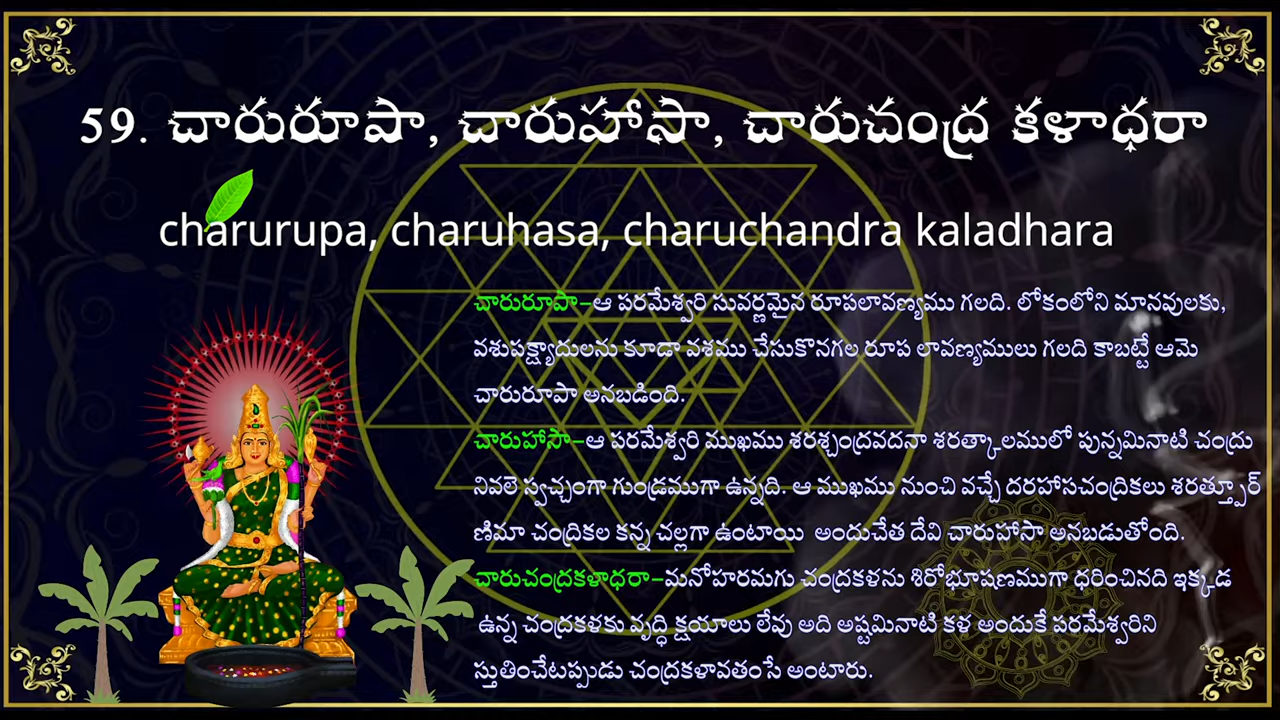 59. చారురూపా, చారుహాసా, చారుచంద్ర కళాధరా
charurupa, charuhasa, charuchandra kaladhara
చారురూపా–ఆ పరమేశ్వరి సువర్ణమైన రూపలావణ్యము గలది. లోకంలోని మానవులకు,
వశుపక్ష్యాదులను కూడా వశము చేసుకొనగల రూప లావణ్యములు గలది కాబట్టే ఆమె
చారురూపా అనబడింది.
చారుహాసా–ఆ పరమేశ్వరి ముఖము శరశ్చంద్రవదనా శరత్కాలములో పున్నమినాటి చంద్రు
నివలె స్వచ్చంగా గుండ్రముగా ఉన్నది. ఆ ముఖము నుంచి వచ్చే దరహాసచంద్రికలు శరత్పూర్
ణిమా చంద్రికల కన్న చల్లగా ఉంటాయి అందుచేత దేవి చారుహాసా అనబడుతోంది.
చారుచంద్రకళాధరా–మనోహరమగు చంద్రకళను శిరోభూషణముగా ధరించినది ఇక్కడ
ఉన్న చంద్రకళకు వృద్ధి క్షయాలు లేవు అది అష్టమినాటి కళ అందుకే పరమేశ్వరిని
స్తుతించేటప్పుడు చంద్రకళావతంసే అంటారు.